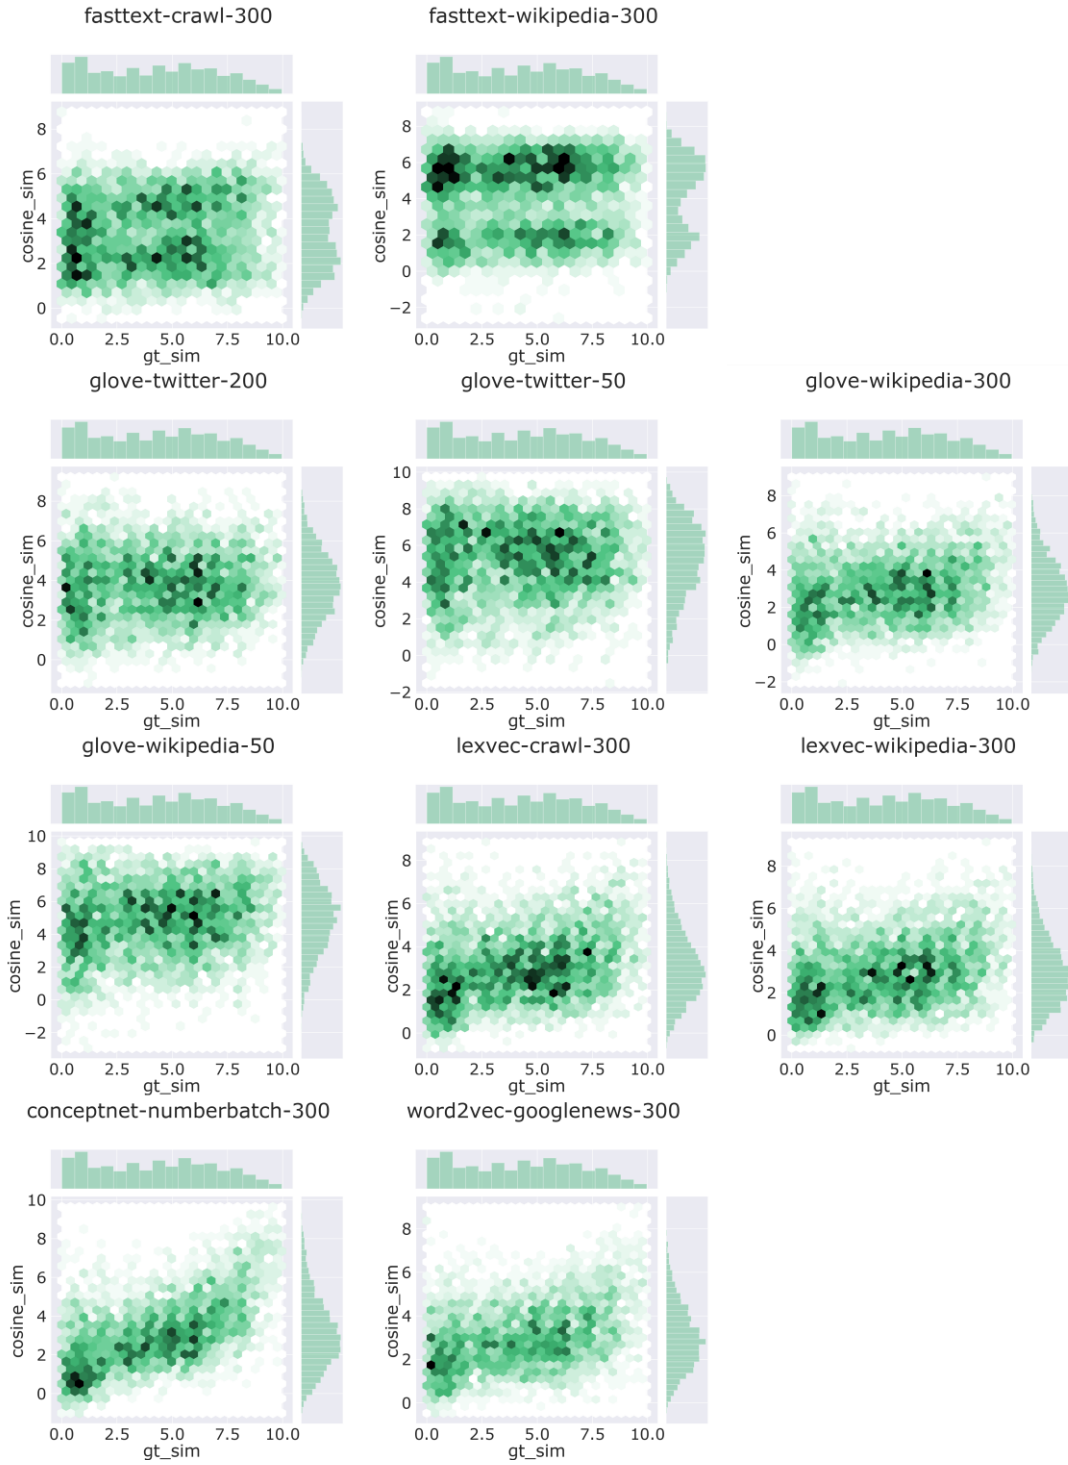 fasttext-crawl-300
fasttext-wikipedia-300
8
6
4
2
0
cosine_sim
0.0 2.5 5.0 7.5 10.0
gt_sim
8
6
4
2
0
−2
cosine_sim
0.0 2.5 5.0 7.5 10.0
gt_sim
glove-twitter-200
glove-twitter-50
glove-wikipedia-300
8
6
4
2
0
cosine_sim
0.0 2.5 5.0 7.5 10.0
gt_sim
10
8
6
4
2
0
−2
cosine_sim
0.0 2.5 5.0 7.5 10.0
gt_sim
8
6
4
2
0
−2
cosine_sim
0.0 2.5 5.0 7.5 10.0
gt_sim
glove-wikipedia-50
lexvec-crawl-300
lexvec-wikipedia-300
10
8
6
4
2
0
−2
cosine_sim
0.0 2.5 5.0 7.5 10.0
gt_sim
8
6
4
2
0
cosine_sim
0.0 2.5 5.0 7.5 10.0
gt_sim
8
6
4
2
0
cosine_sim
0.0 2.5 5.0 7.5 10.0
gt_sim
conceptnet-numberbatch-300
word2vec-googlenews-300
10
8
6
4
2
0
cosine_sim
0.0 2.5 5.0 7.5 10.0
gt_sim
8
6
4
2
0
cosine_sim
0.0 2.5 5.0 7.5 10.0
gt_sim